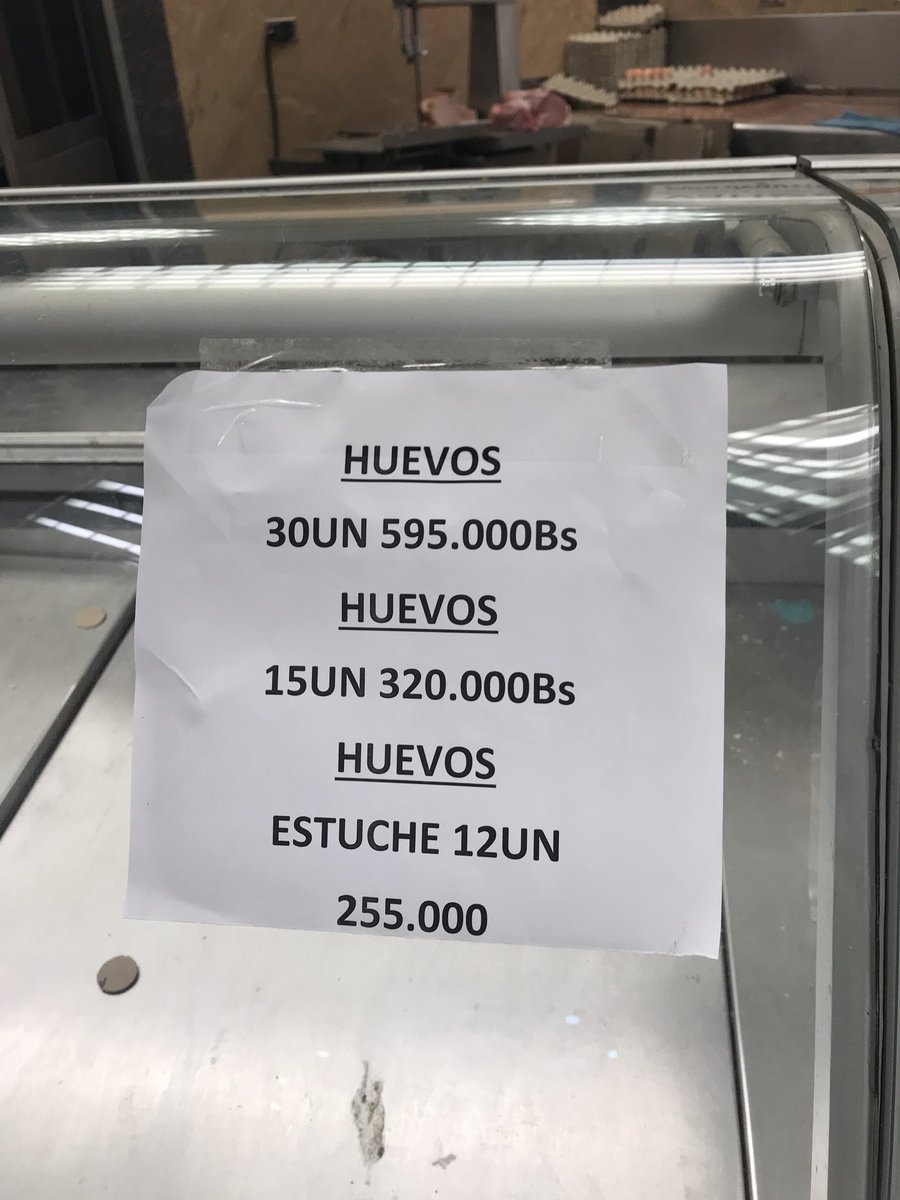 HUEVOS
30UN 595.000Bs
HUEVOS
15UN 320.000Bs
HUEVOS
ESTUCHE 12UN
255.000